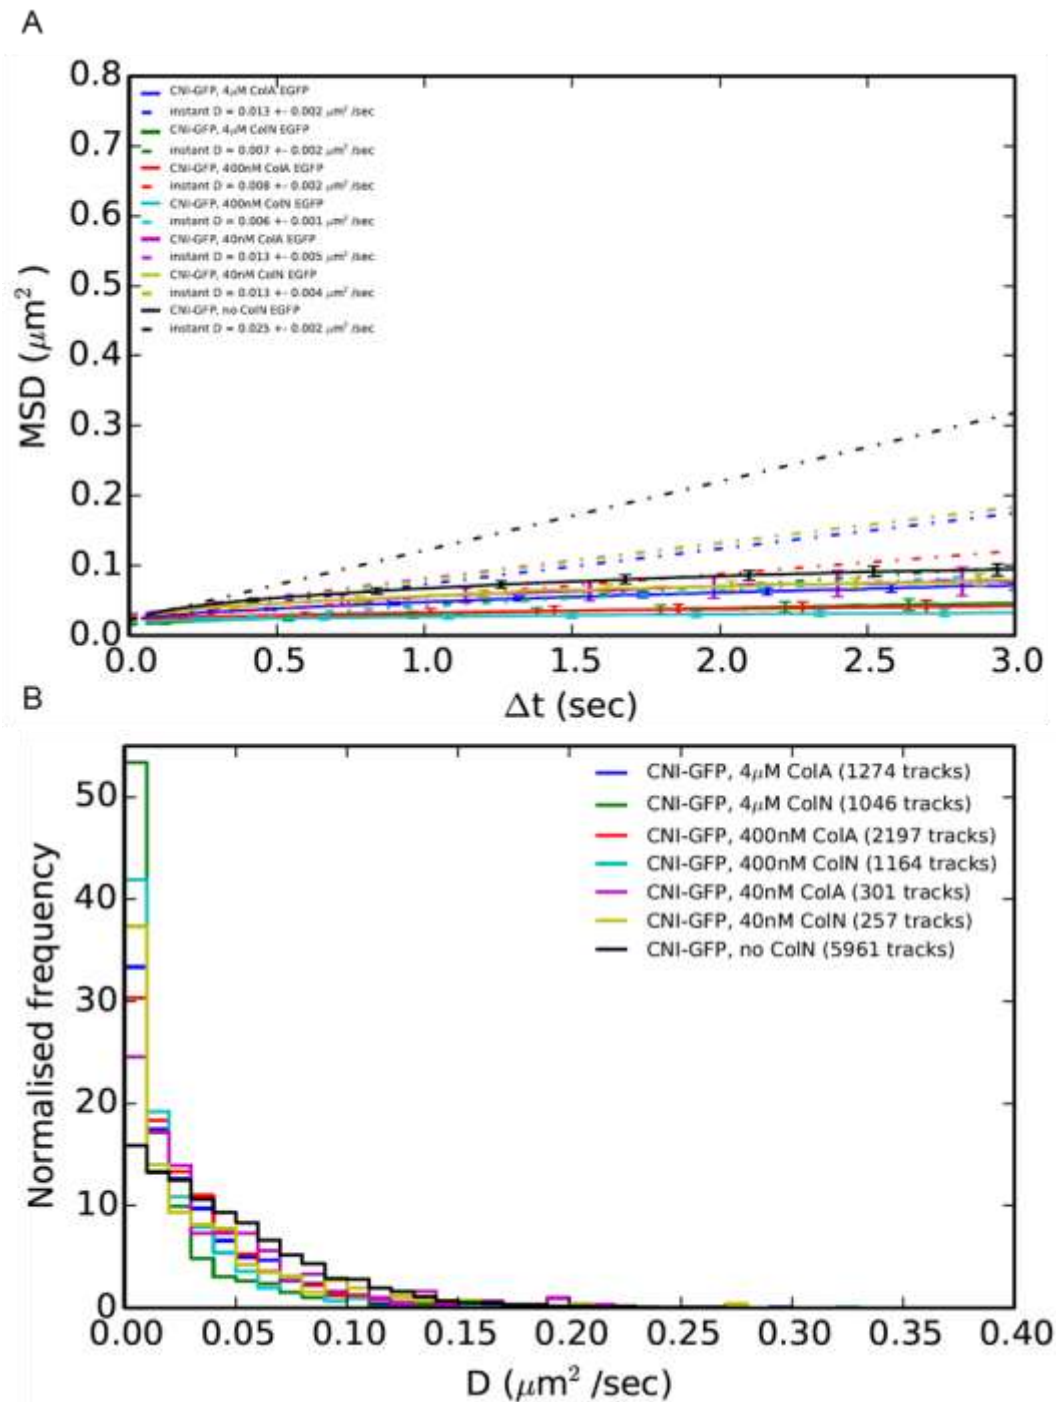 A
0.8
0.7
0.6
0.5
0.4
0.3
0.2
0.1
0.0
MSD (μm²)
CNI-GFP, 4μM ColA EGFP
instant D = 0.013 +- 0.002 μm² /sec
CNI-GFP, 4μM ColN EGFP
instant D = 0.007 +- 0.002 μm² /sec
CNI-GFP, 400nM ColA EGFP
instant D = 0.008 +- 0.002 μm² /sec
CNI-GFP, 400nM ColN EGFP
instant D = 0.006 +- 0.001 μm² /sec
CNI-GFP, 40nM ColA EGFP
instant D = 0.013 +- 0.005 μm² /sec
CNI-GFP, 40nM ColN EGFP
instant D = 0.013 +- 0.004 μm² /sec
CNI-GFP, no ColN EGFP
instant D = 0.025 +- 0.002 μm² /sec
0.0 0.5 1.0 1.5 2.0 2.5 3.0
Δt (sec)
B
50
40
30
20
10
0
Normalised frequency
CNI-GFP, 4μM ColA (1274 tracks)
CNI-GFP, 4μM ColN (1046 tracks)
CNI-GFP, 400nM ColA (2197 tracks)
CNI-GFP, 400nM ColN (1164 tracks)
CNI-GFP, 40nM ColA (301 tracks)
CNI-GFP, 40nM ColN (257 tracks)
CNI-GFP, no ColN (5961 tracks)
0.00 0.05 0.10 0.15 0.20 0.25 0.30 0.35 0.40
D (μm² /sec)